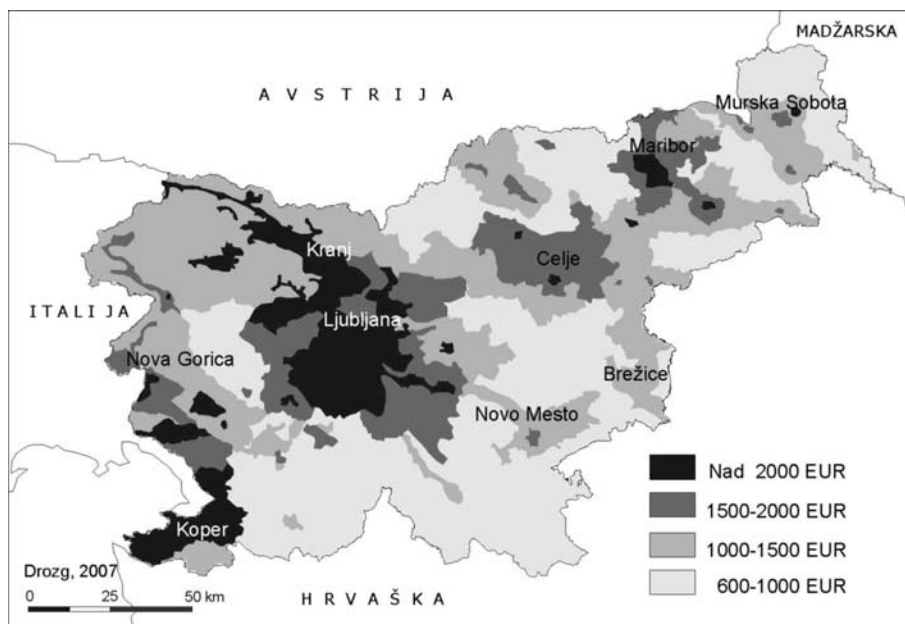 MADŽARSKA
A V S T R I J A
Murska Sobota
Maribor
Kranj
Celje
I T A L I J A
Ljubljana
Nova Gorica
Brežice
Novo Mesto
Koper
Nad 2000 EUR
1500-2000 EUR
1000-1500 EUR
600-1000 EUR
Drozg, 2007
0 25 50 km
H R V A Š K A